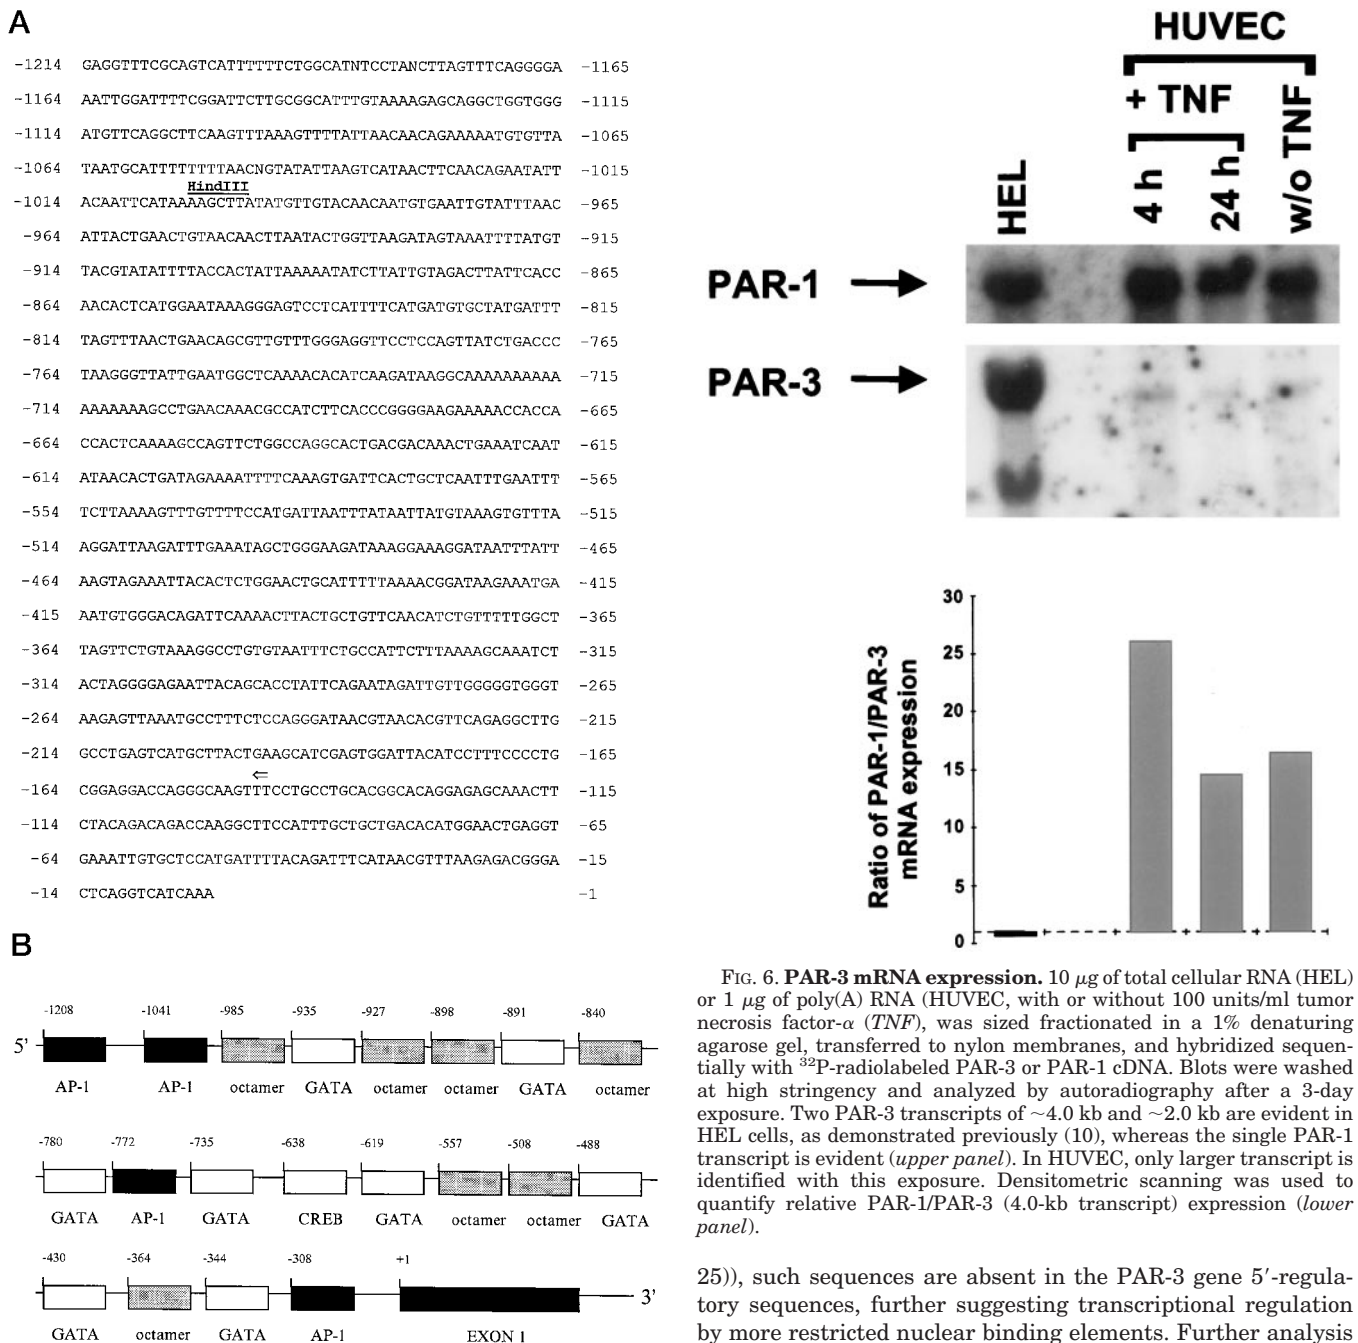 A
-1214 GAGGTTTCGCAGTCATTTTTTCTGGCATNTCCTANCTTAGTTTCAGGGGA -1165
-1164 AATTGGATTTTCGGATTCTTGCGGCATTTGTAAAAGAGCAGGCTGGTGGG -1115
-1114 ATGTTCAGGCTTCAAGTTTAAAGTTTTATTAACAACAGAAAAATGTGTTA -1065
-1064 TAATGCATTTTTTTTTAACNGTATATTAAGTCATAACTTCAACAGAATATT -1015
HindIII
-1014 ACAATTCATAAAAGCTTATATGTTGTACAACAATGTGAATTGTATTTAAC -965
-964 ATTACTGAACTGTAACAACTTAATACTGGTTAAGATAGTAAATTTTATGT -915
-914 TACGTATATTTTACCACTATTAAAAATATCTTATTGTAGACTTATTCACC -865
-864 AACACTCATGGAATAAAGGGAGTCCTCATTTTCATGATGTGCTATGATTT -815
-814 TAGTTTAACTGAACAGCGTTGTTTGGGAGGTTCCTCCAGTTATCTGACCC -765
-764 TAAGGGTTATTGAATGGCTCAAAACACATCAAGATAAGGCAAAAAAAAAA -715
-714 AAAAAAAGCCTGAACAAACGCCATCTTCACCCGGGGAAGAAAAACCACCA -665
-664 CCACTCAAAAGCCAGTTCTGGCCAGGCACTGACGACAAACTGAAATCAAT -615
-614 ATAACACTGATAGAAAATTTTCAAAGTGATTCACTGCTCAATTTGAATTT -565
-554 TCTTAAAAGTTTGTTTTCCATGATTAATTTATAATTATGTAAAGTGTTTA -515
-514 AGGATTAAGATTTGAAATAGCTGGGAAGATAAAGGAAAGGATAATTTATT -465
-464 AAGTAGAAATTACACTCTGGAACTGCATTTTTAAAACGGATAAGAAATGA -415
-415 AATGTGGGACAGATTCAAAACTTACTGCTGTTCAACATCTGTTTTTGGCT -365
-364 TAGTTCTGTAAAGGCCTGTGTAATTTCTGCCATTCTTTAAAAGCAAATCT -315
-314 ACTAGGGGAGAATTACAGCACCTATTCAGAATAGATTGTTGGGGGTGGGT -265
-264 AAGAGTTAAATGCCTTTCTCCAGGGATAACGTAACACGTTCAGAGGCTTG -215
-214 GCCTGAGTCATGCTTACTGAAGCATCGAGTGGATTACATCCTTTCCCCTG -165
⇐
-164 CGGAGGACCAGGGCAAGTTTCCTGCCTGCACGGCACAGGAGAGCAAACTT -115
-114 CTACAGACAGACCAAGGCTTCCATTTGCTGCTGACACATGGAACTGAGGT -65
-64 GAAATTGTGCTCCATGATTTTACAGATTTCATAACGTTTAAGAGACGGGA -15
-14 CTCAGGTCATCAAA -1
B
-1208 -1041 -985 -935 -927 -898 -891 -840
5'
AP-1 AP-1 octamer GATA octamer octamer GATA octamer
-780 -772 -735 -638 -619 -557 -508 -488
GATA AP-1 GATA CREB GATA octamer octamer GATA
-430 -364 -344 -308 +1
3'
GATA octamer GATA AP-1 EXON 1
HUVEC
+ TNF
HEL 4 h 24 h w/o TNF
PAR-1
PAR-3
Ratio of PAR-1/PAR-3
mRNA expression
30
25
20
15
10
5
0
FIG. 6. PAR-3 mRNA expression. 10 μg of total cellular RNA (HEL)
or 1 μg of poly(A) RNA (HUVEC, with or without 100 units/ml tumor
necrosis factor-α (TNF), was sized fractionated in a 1% denaturing
agarose gel, transferred to nylon membranes, and hybridized sequen-
tially with ³²P-radiolabeled PAR-3 or PAR-1 cDNA. Blots were washed
at high stringency and analyzed by autoradiography after a 3-day
exposure. Two PAR-3 transcripts of ~4.0 kb and ~2.0 kb are evident in
HEL cells, as demonstrated previously (10), whereas the single PAR-1
transcript is evident (upper panel). In HUVEC, only larger transcript is
identified with this exposure. Densitometric scanning was used to
quantify relative PAR-1/PAR-3 (4.0-kb transcript) expression (lower
panel).
25)), such sequences are absent in the PAR-3 gene 5′-regula-
tory sequences, further suggesting transcriptional regulation
by more restricted nuclear binding elements. Further analysis